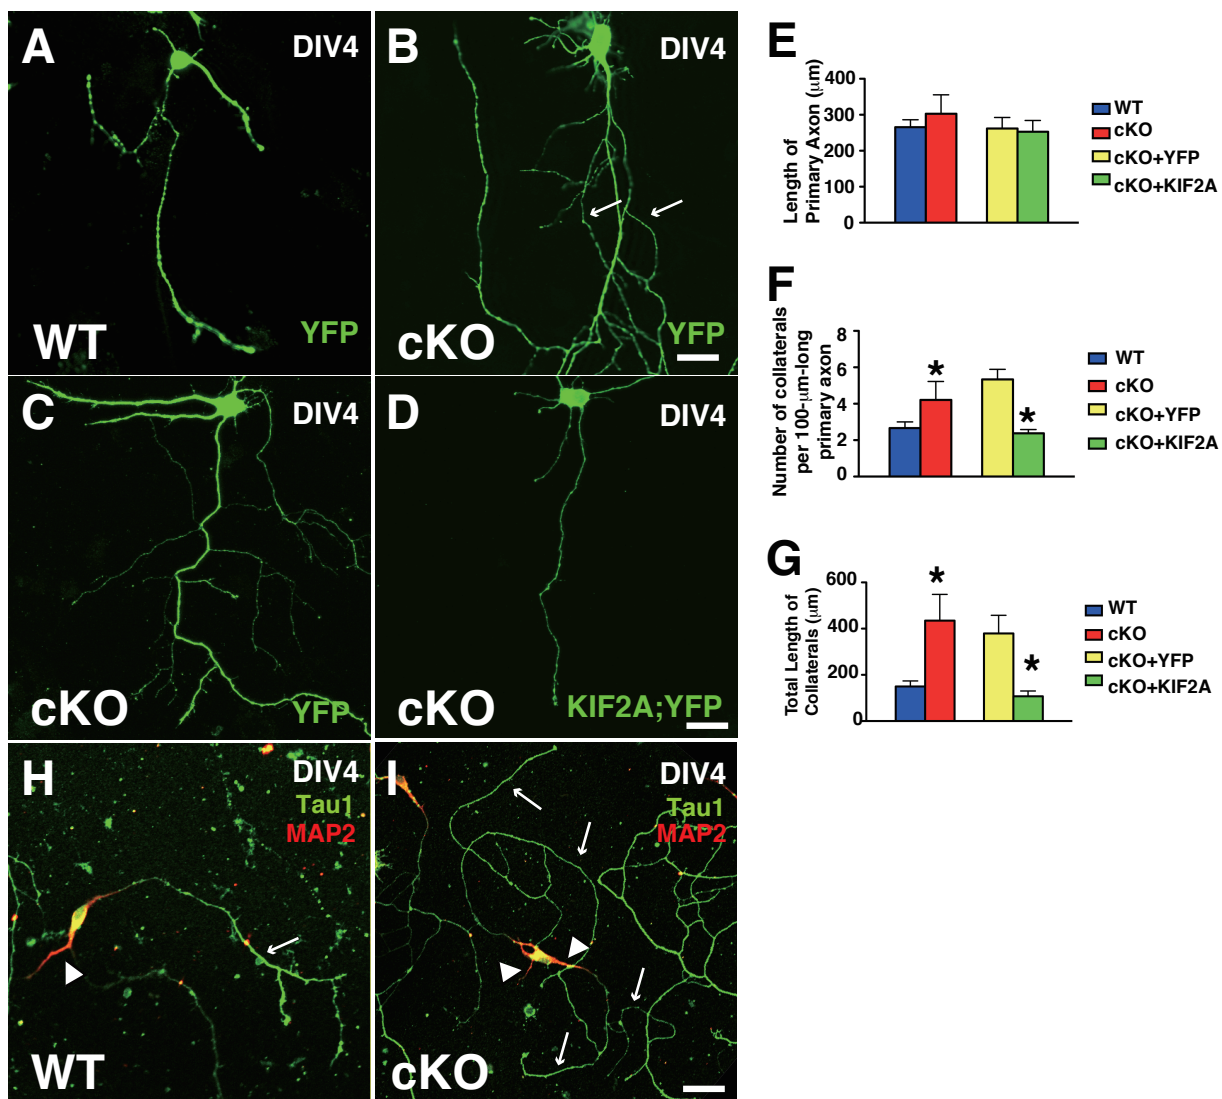 A
DIV4
WT
YFP
B
DIV4
cKO
YFP
C
DIV4
cKO
YFP
D
DIV4
cKO
KIF2A;YFP
E
Length of
Primary Axon (μm)
400
300
200
100
0
WT
cKO
cKO+YFP
cKO+KIF2A
F
Number of collaterals
per 100-μm-long
primary axon
8
6
4
2
0
*
*
WT
cKO
cKO+YFP
cKO+KIF2A
G
Total Length of
Collaterals (μm)
600
400
200
0
*
*
WT
cKO
cKO+YFP
cKO+KIF2A
H
DIV4
Tau1
MAP2
WT
I
DIV4
Tau1
MAP2
cKO